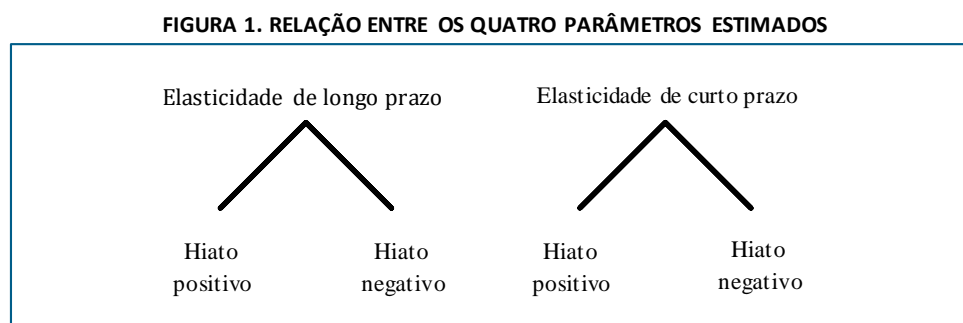 FIGURA 1. RELAÇÃO ENTRE OS QUATRO PARÂMETROS ESTIMADOS
Elasticidade de longo prazo
Elasticidade de curto prazo
Hiato
positivo
Hiato
negativo
Hiato
positivo
Hiato
negativo